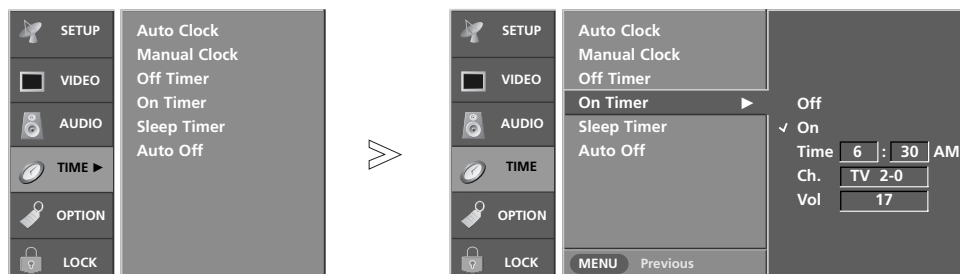 SETUP
VIDEO
AUDIO
TIME ►
OPTION
LOCK
Auto Clock
Manual Clock
Off Timer
On Timer
Sleep Timer
Auto Off
SETUP
VIDEO
AUDIO
TIME
OPTION
LOCK
Auto Clock
Manual Clock
Off Timer
On Timer ►
Sleep Timer
Auto Off
MENU Previous
Off
✓ On
Time 6 : 30 AM
Ch. TV 2-0
Vol 17